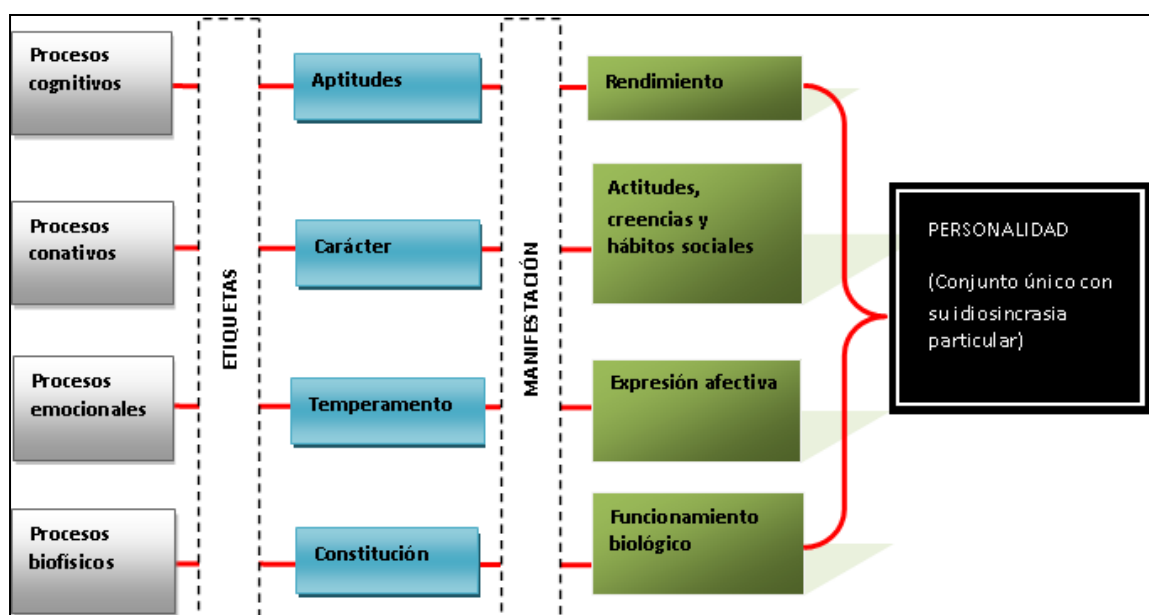 Procesos
cognitivos
Aptitudes
Rendimiento
Procesos
conativos
Carácter
Actitudes,
creencias y
hábitos sociales
Procesos
emocionales
Temperamento
Expresión afectiva
Procesos
biofísicos
Constitución
Funcionamiento
biológico
ETIQUETAS
MANIFESTACIÓN
PERSONALIDAD
(Conjunto único con
su idiosincrasia
particular)